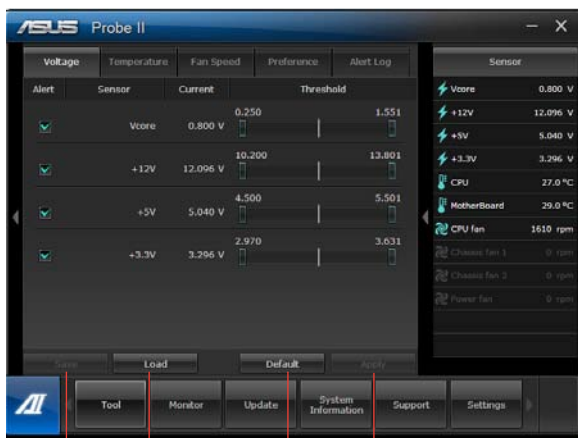 ASUS Probe II
Voltage Temperature Fan Speed Preference Alert Log
Alert Sensor Current Threshold
Vcore 0.800 V 0.250 1.551
+12V 12.096 V 10.200 13.801
+5V 5.040 V 4.500 5.501
+3.3V 3.296 V 2.970 3.631
Save Load Default Apply
Sensor
Vcore 0.800 V
+12V 12.096 V
+5V 5.040 V
+3.3V 3.296 V
CPU 27.0 °C
MotherBoard 29.0 °C
CPU fan 1610 rpm
Chassis fan 1 0 rpm
Chassis fan 2 0 rpm
Power fan 0 rpm
AI Tool Monitor Update System Information Support Settings